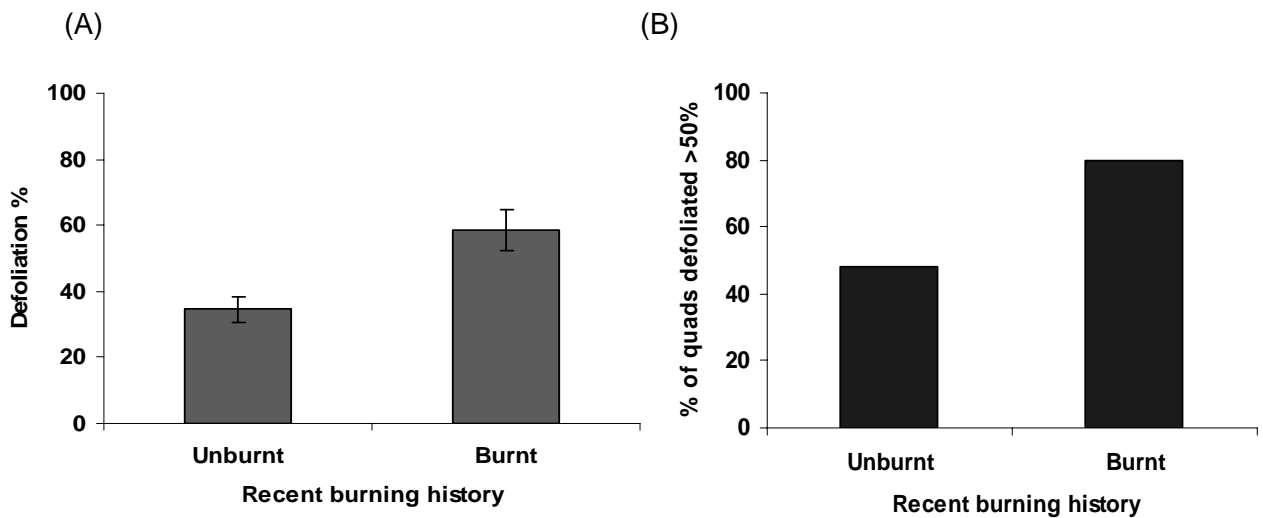 (A)
(B)
Defoliation %
100
80
60
40
20
0
Unburnt Burnt
Recent burning history
% of quads defoliated >50%
100
80
60
40
20
0
Unburnt Burnt
Recent burning history